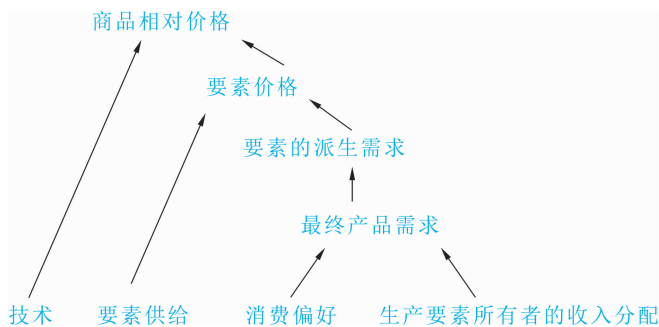 商品相对价格
要素价格
要素的派生需求
最终产品需求
技术
要素供给
消费偏好
生产要素所有者的收入分配